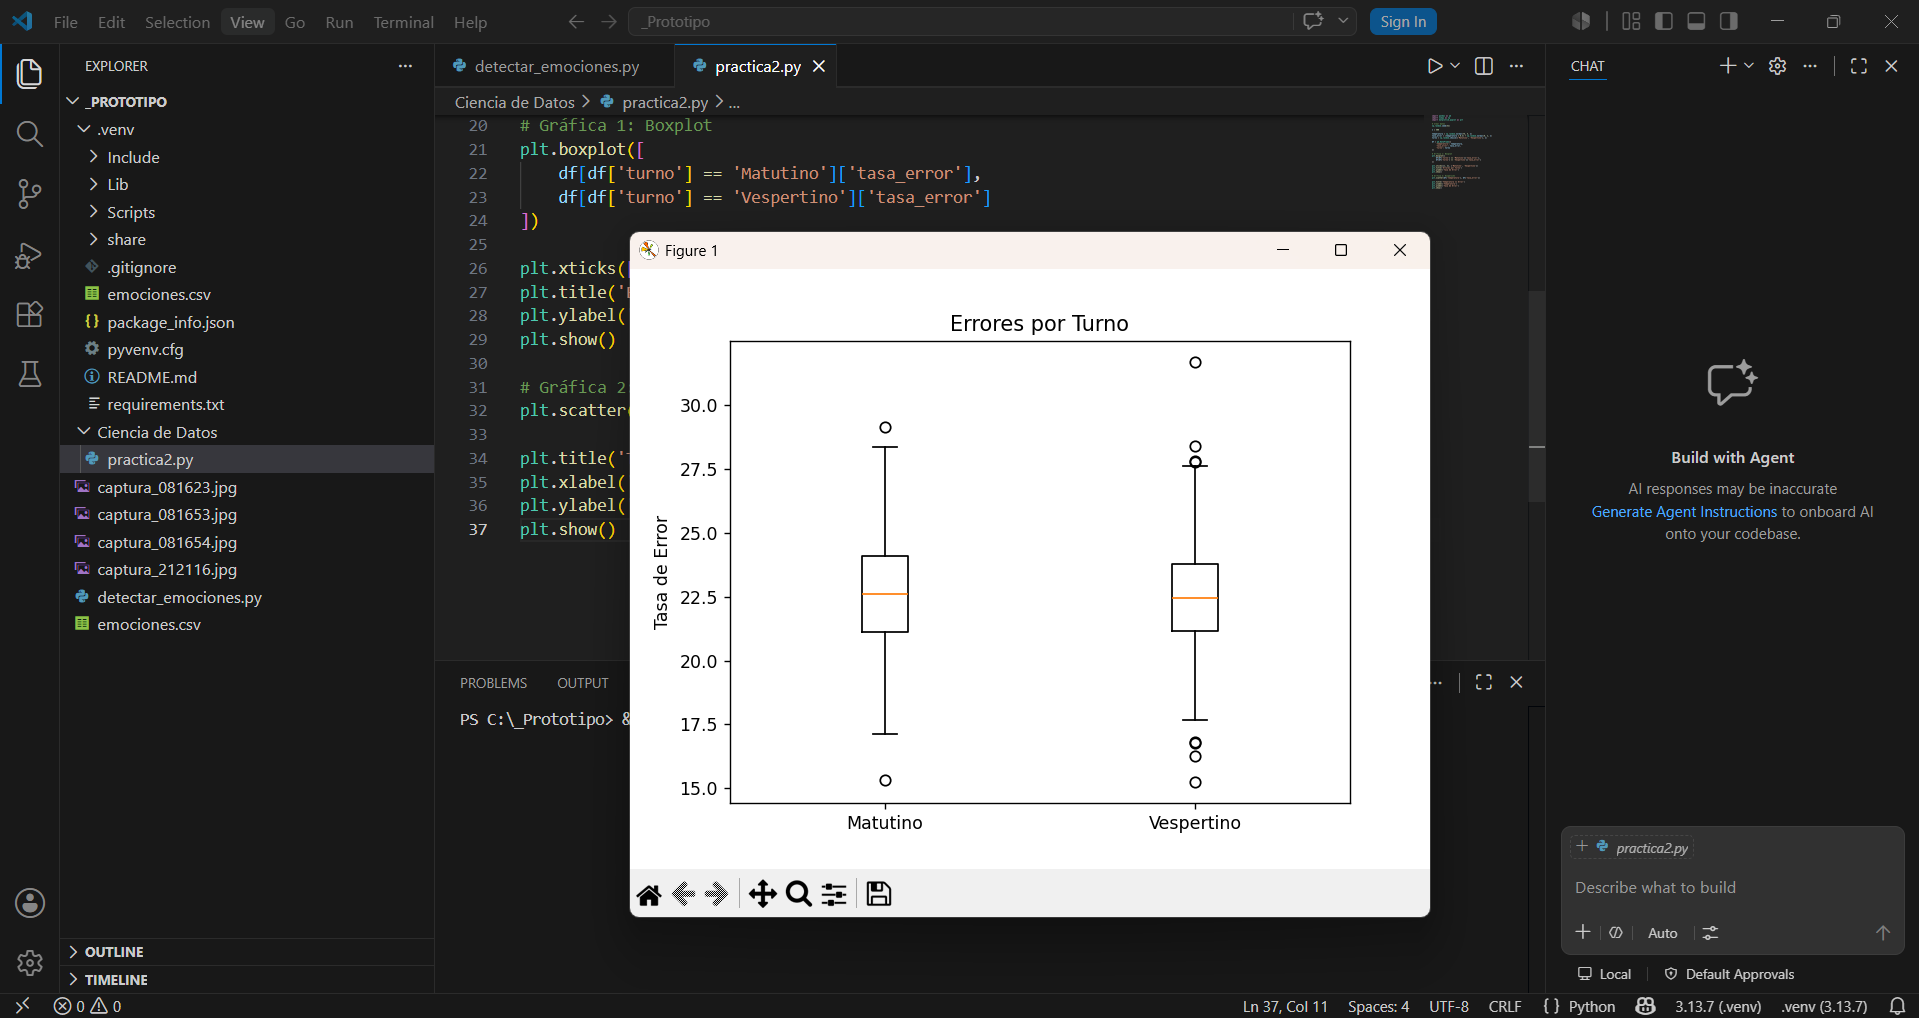 File Edit Selection View Go Run Terminal Help
_Prototipo
Sign In
EXPLORER
_PROTOTIPO
.venv
Include
Lib
Scripts
share
.gitignore
emociones.csv
package_info.json
pyvenv.cfg
README.md
requirements.txt
Ciencia de Datos
practica2.py
captura_081623.jpg
captura_081653.jpg
captura_081654.jpg
captura_212116.jpg
detectar_emociones.py
emociones.csv
OUTLINE
TIMELINE
detectar_emociones.py
practica2.py
Ciencia de Datos > practica2.py > ...
20 # Gráfica 1: Boxplot
21 plt.boxplot([
22 df[df['turno'] == 'Matutino']['tasa_error'],
23 df[df['turno'] == 'Vespertino']['tasa_error']
24 ])
25
26 plt.xticks(
27 plt.title('
28 plt.ylabel(
29 plt.show()
30
31 # Gráfica 2
32 plt.scatter(
33
34 plt.title('
35 plt.xlabel(
36 plt.ylabel(
37 plt.show()
PROBLEMS OUTPUT
PS C:\_Prototipo> &
Figure 1
Errores por Turno
Tasa de Error
30.0
27.5
25.0
22.5
20.0
17.5
15.0
Matutino Vespertino
CHAT
Build with Agent
AI responses may be inaccurate
Generate Agent Instructions to onboard AI
onto your codebase.
practica2.py
Describe what to build
Auto
Local Default Approvals
0 0
Ln 37, Col 11 Spaces: 4 UTF-8 CRLF {} Python 3.13.7 (.venv) .venv (3.13.7)